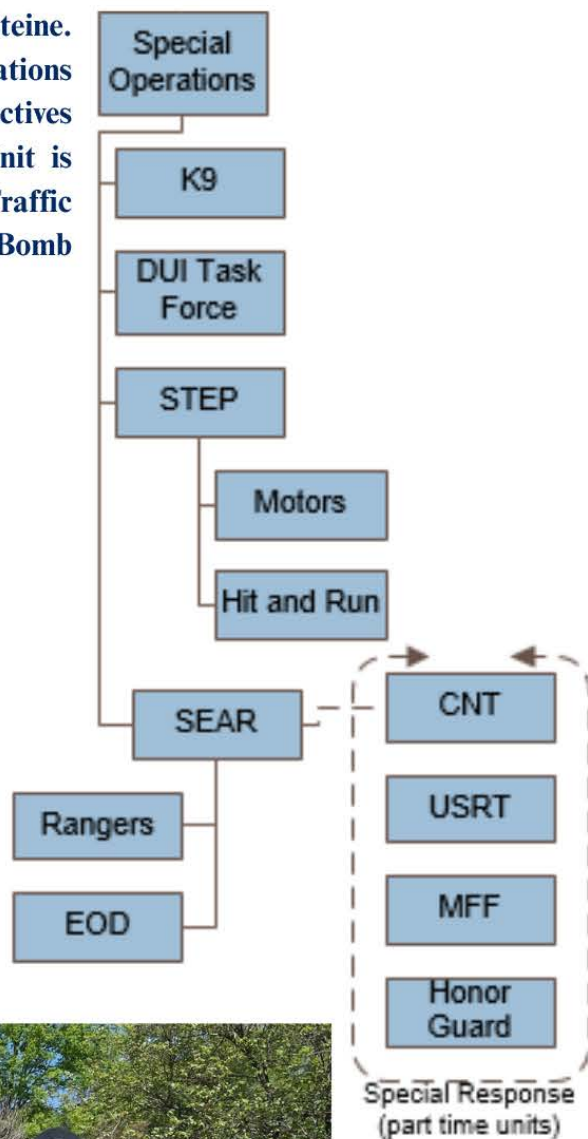 teine.
ations
ctives
nit is
raffic
Bomb
Special
Operations
K9
DUI Task
Force
STEP
Motors
Hit and Run
SEAR
Rangers
EOD
CNT
USRT
MFF
Honor
Guard
Special Response
(part time units)